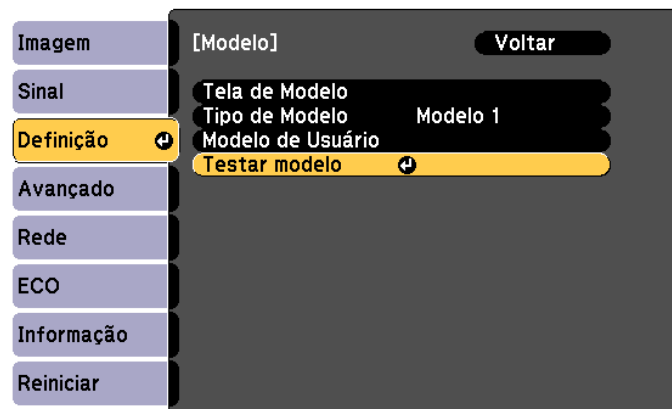 Imagem
Sinal
Definição
Avançado
Rede
ECO
Informação
Reiniciar
[Modelo] Voltar
Tela de Modelo
Tipo de Modelo Modelo 1
Modelo de Usuário
Testar modelo